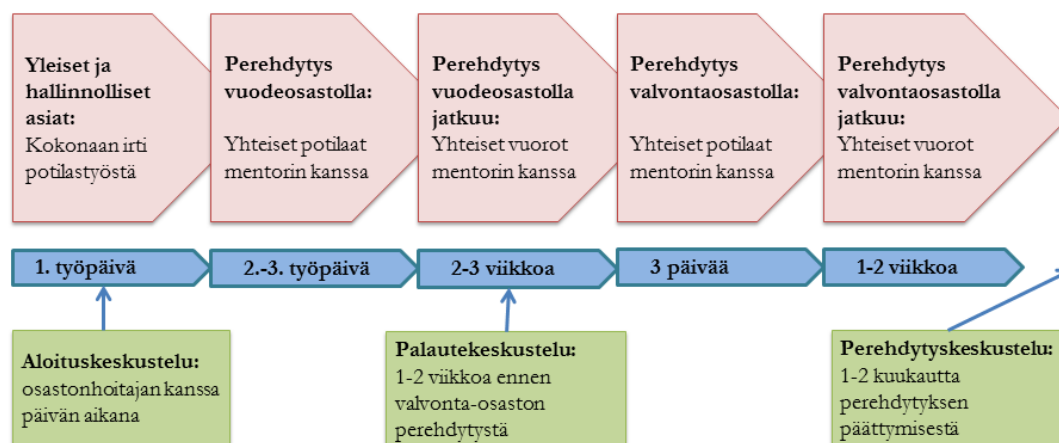 Yleiset ja
hallinnolliset
asiat:
Kokonaan irti
potilastyöstä
Perehdytys
vuodeosastolla:
Yhteiset potilaat
mentorin kanssa
Perehdytys
vuodeosastolla
jatkuu:
Yhteiset vuorot
mentorin kanssa
Perehdytys
valvontaosastolla:
Yhteiset potilaat
mentorin kanssa
Perehdytys
valvontaosastolla
jatkuu:
Yhteiset vuorot
mentorin kanssa
1. työpäivä
2.-3. työpäivä
2-3 viikkoa
3 päivää
1-2 viikkoa
Aloituskeskustelu:
osastonhoitajan kanssa
päivän aikana
Palautekeskustelu:
1-2 viikkoa ennen
valvonta-osaston
perehdytystä
Perehdytyskeskustelu:
1-2 kuukautta
perehdytyksen
päättymisestä